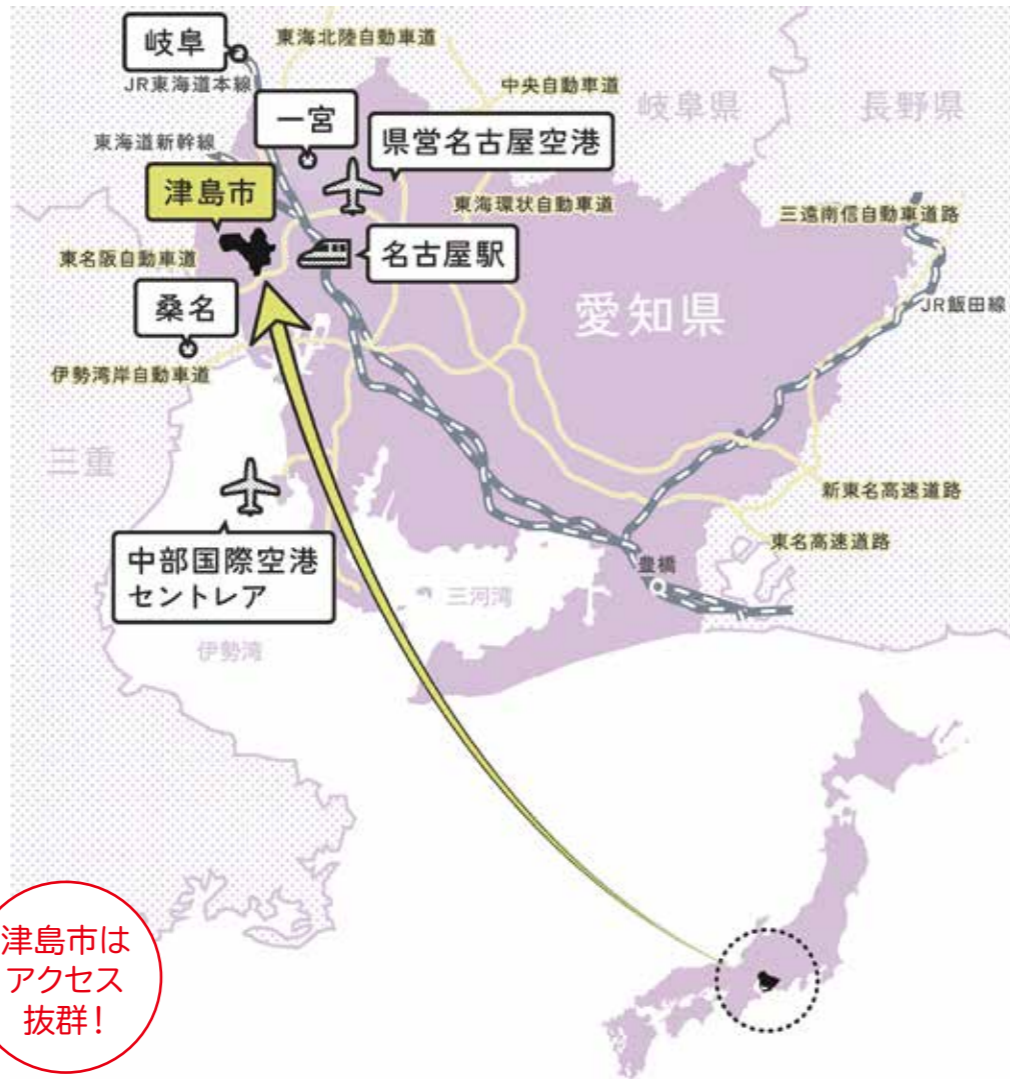 岐阜
東海北陸自動車道
JR東海道本線
中央自動車道
岐阜県
長野県
一宮
東海道新幹線
県営名古屋空港
津島市
東海環状自動車道
三遠南信自動車道路
東名阪自動車道
名古屋駅
桑名
愛知県
JR飯田線
伊勢湾岸自動車道
三重
新東名高速道路
東名高速道路
中部国際空港
セントレア
豊橋
三河湾
伊勢湾
津島市は
アクセス
抜群!